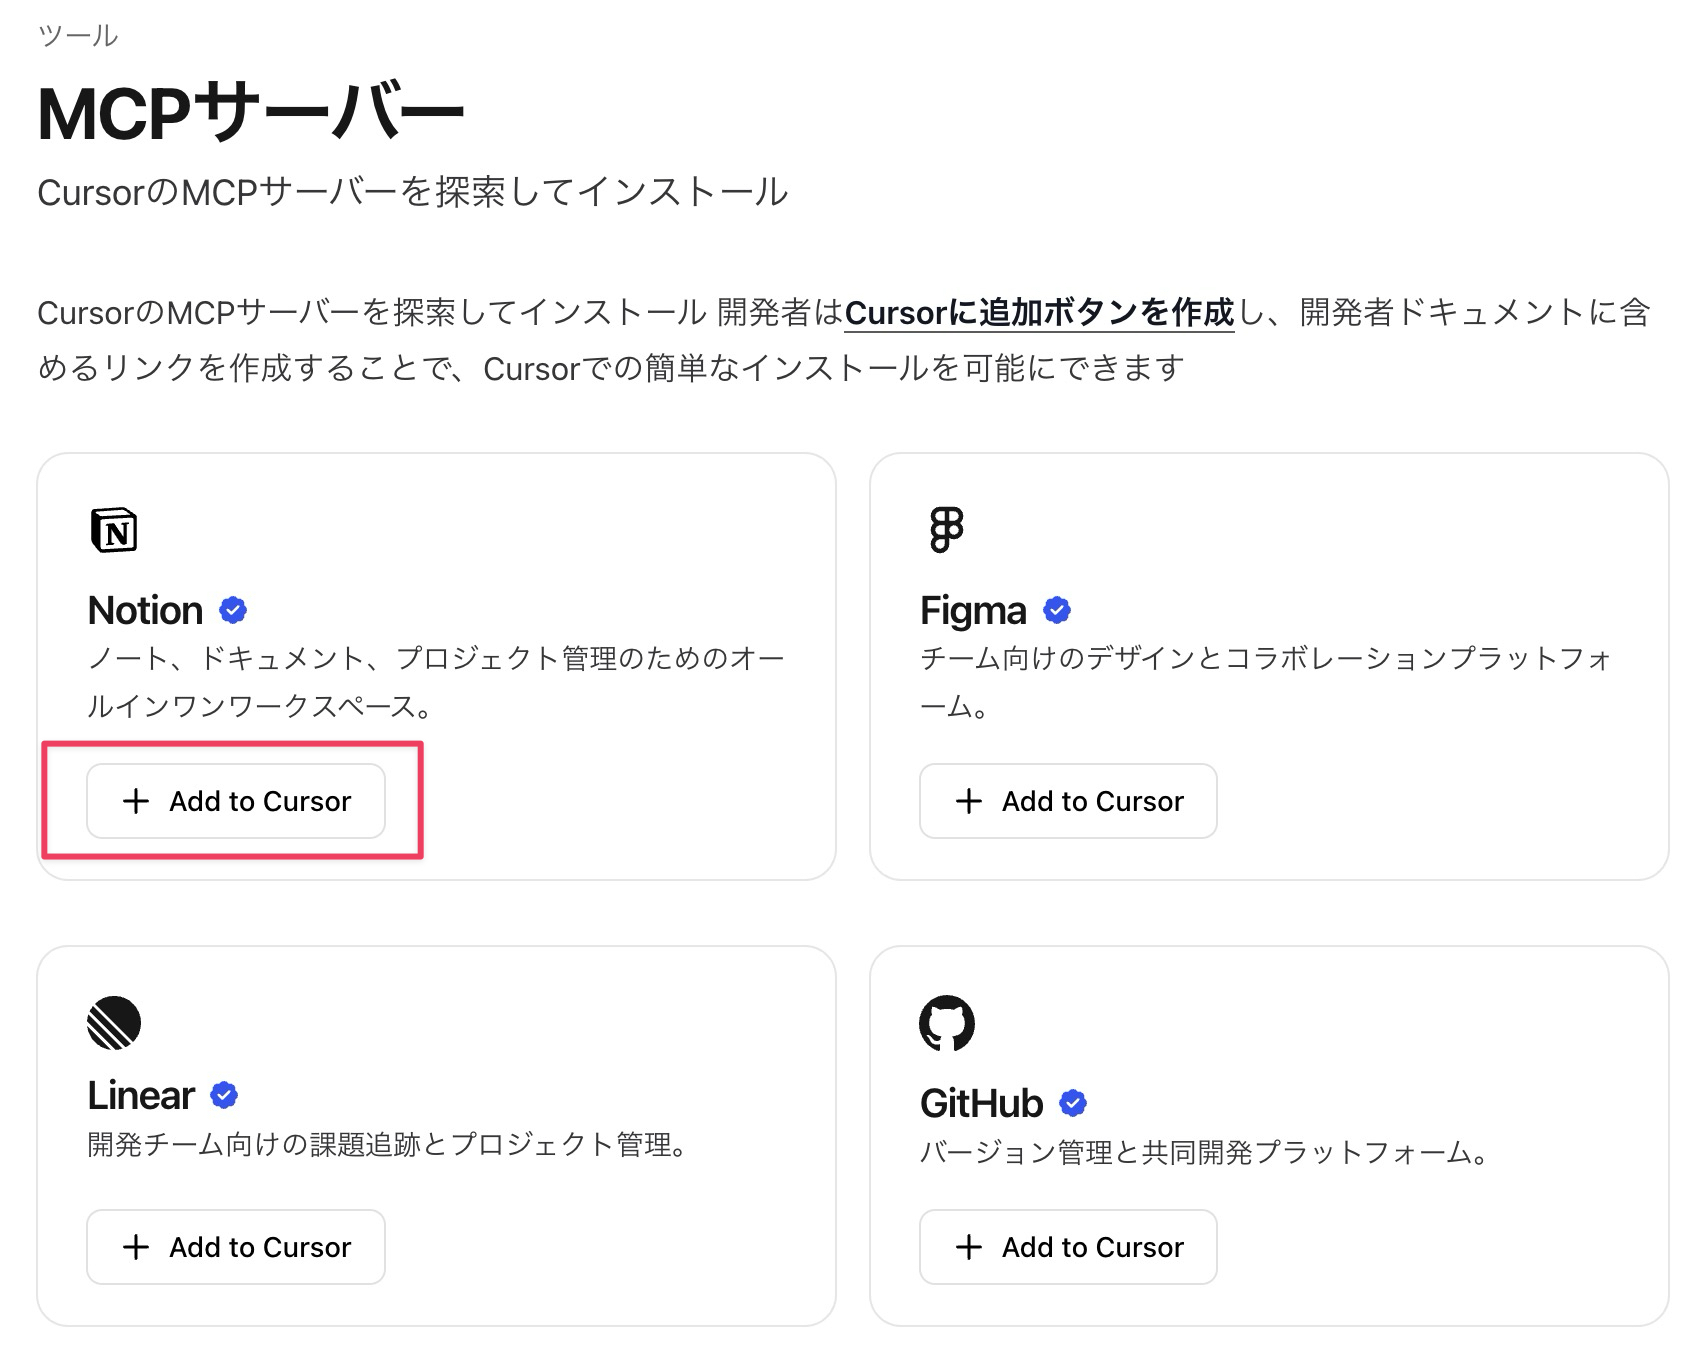 ツール
MCPサーバー
CursorのMCPサーバーを探索してインストール
CursorのMCPサーバーを探索してインストール 開発者はCursorに追加ボタンを作成し、開発者ドキュメントに含
めるリンクを作成することで、Cursorでの簡単なインストールを可能にできます
N
Notion
ノート、ドキュメント、プロジェクト管理のためのオー
ルインワンワークスペース。
+ Add to Cursor
Figma
チーム向けのデザインとコラボレーションプラットフォ
ーム。
+ Add to Cursor
Linear
開発チーム向けの課題追跡とプロジェクト管理。
+ Add to Cursor
GitHub
バージョン管理と共同開発プラットフォーム。
+ Add to Cursor